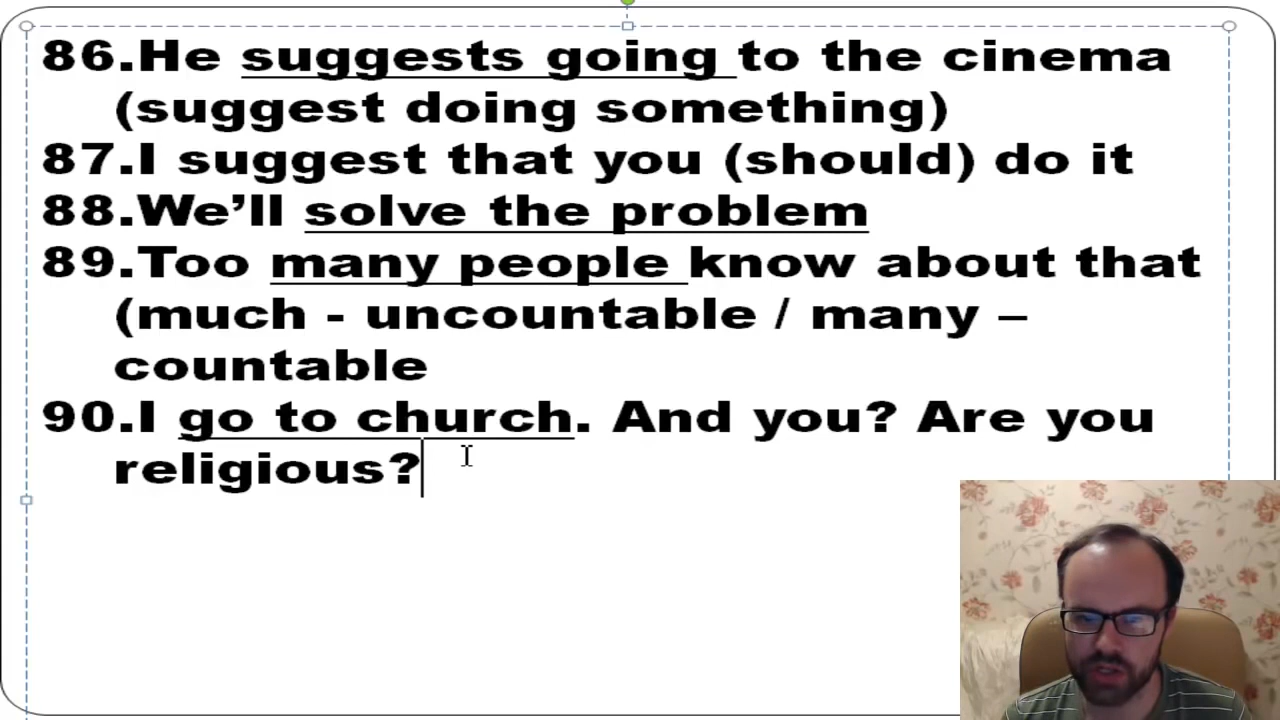 86.He suggests going to the cinema
(suggest doing something)
87.I suggest that you (should) do it
88.We’ll solve the problem
89.Too many people know about that
(much - uncountable / many –
countable
90.I go to church. And you? Are you
religious?